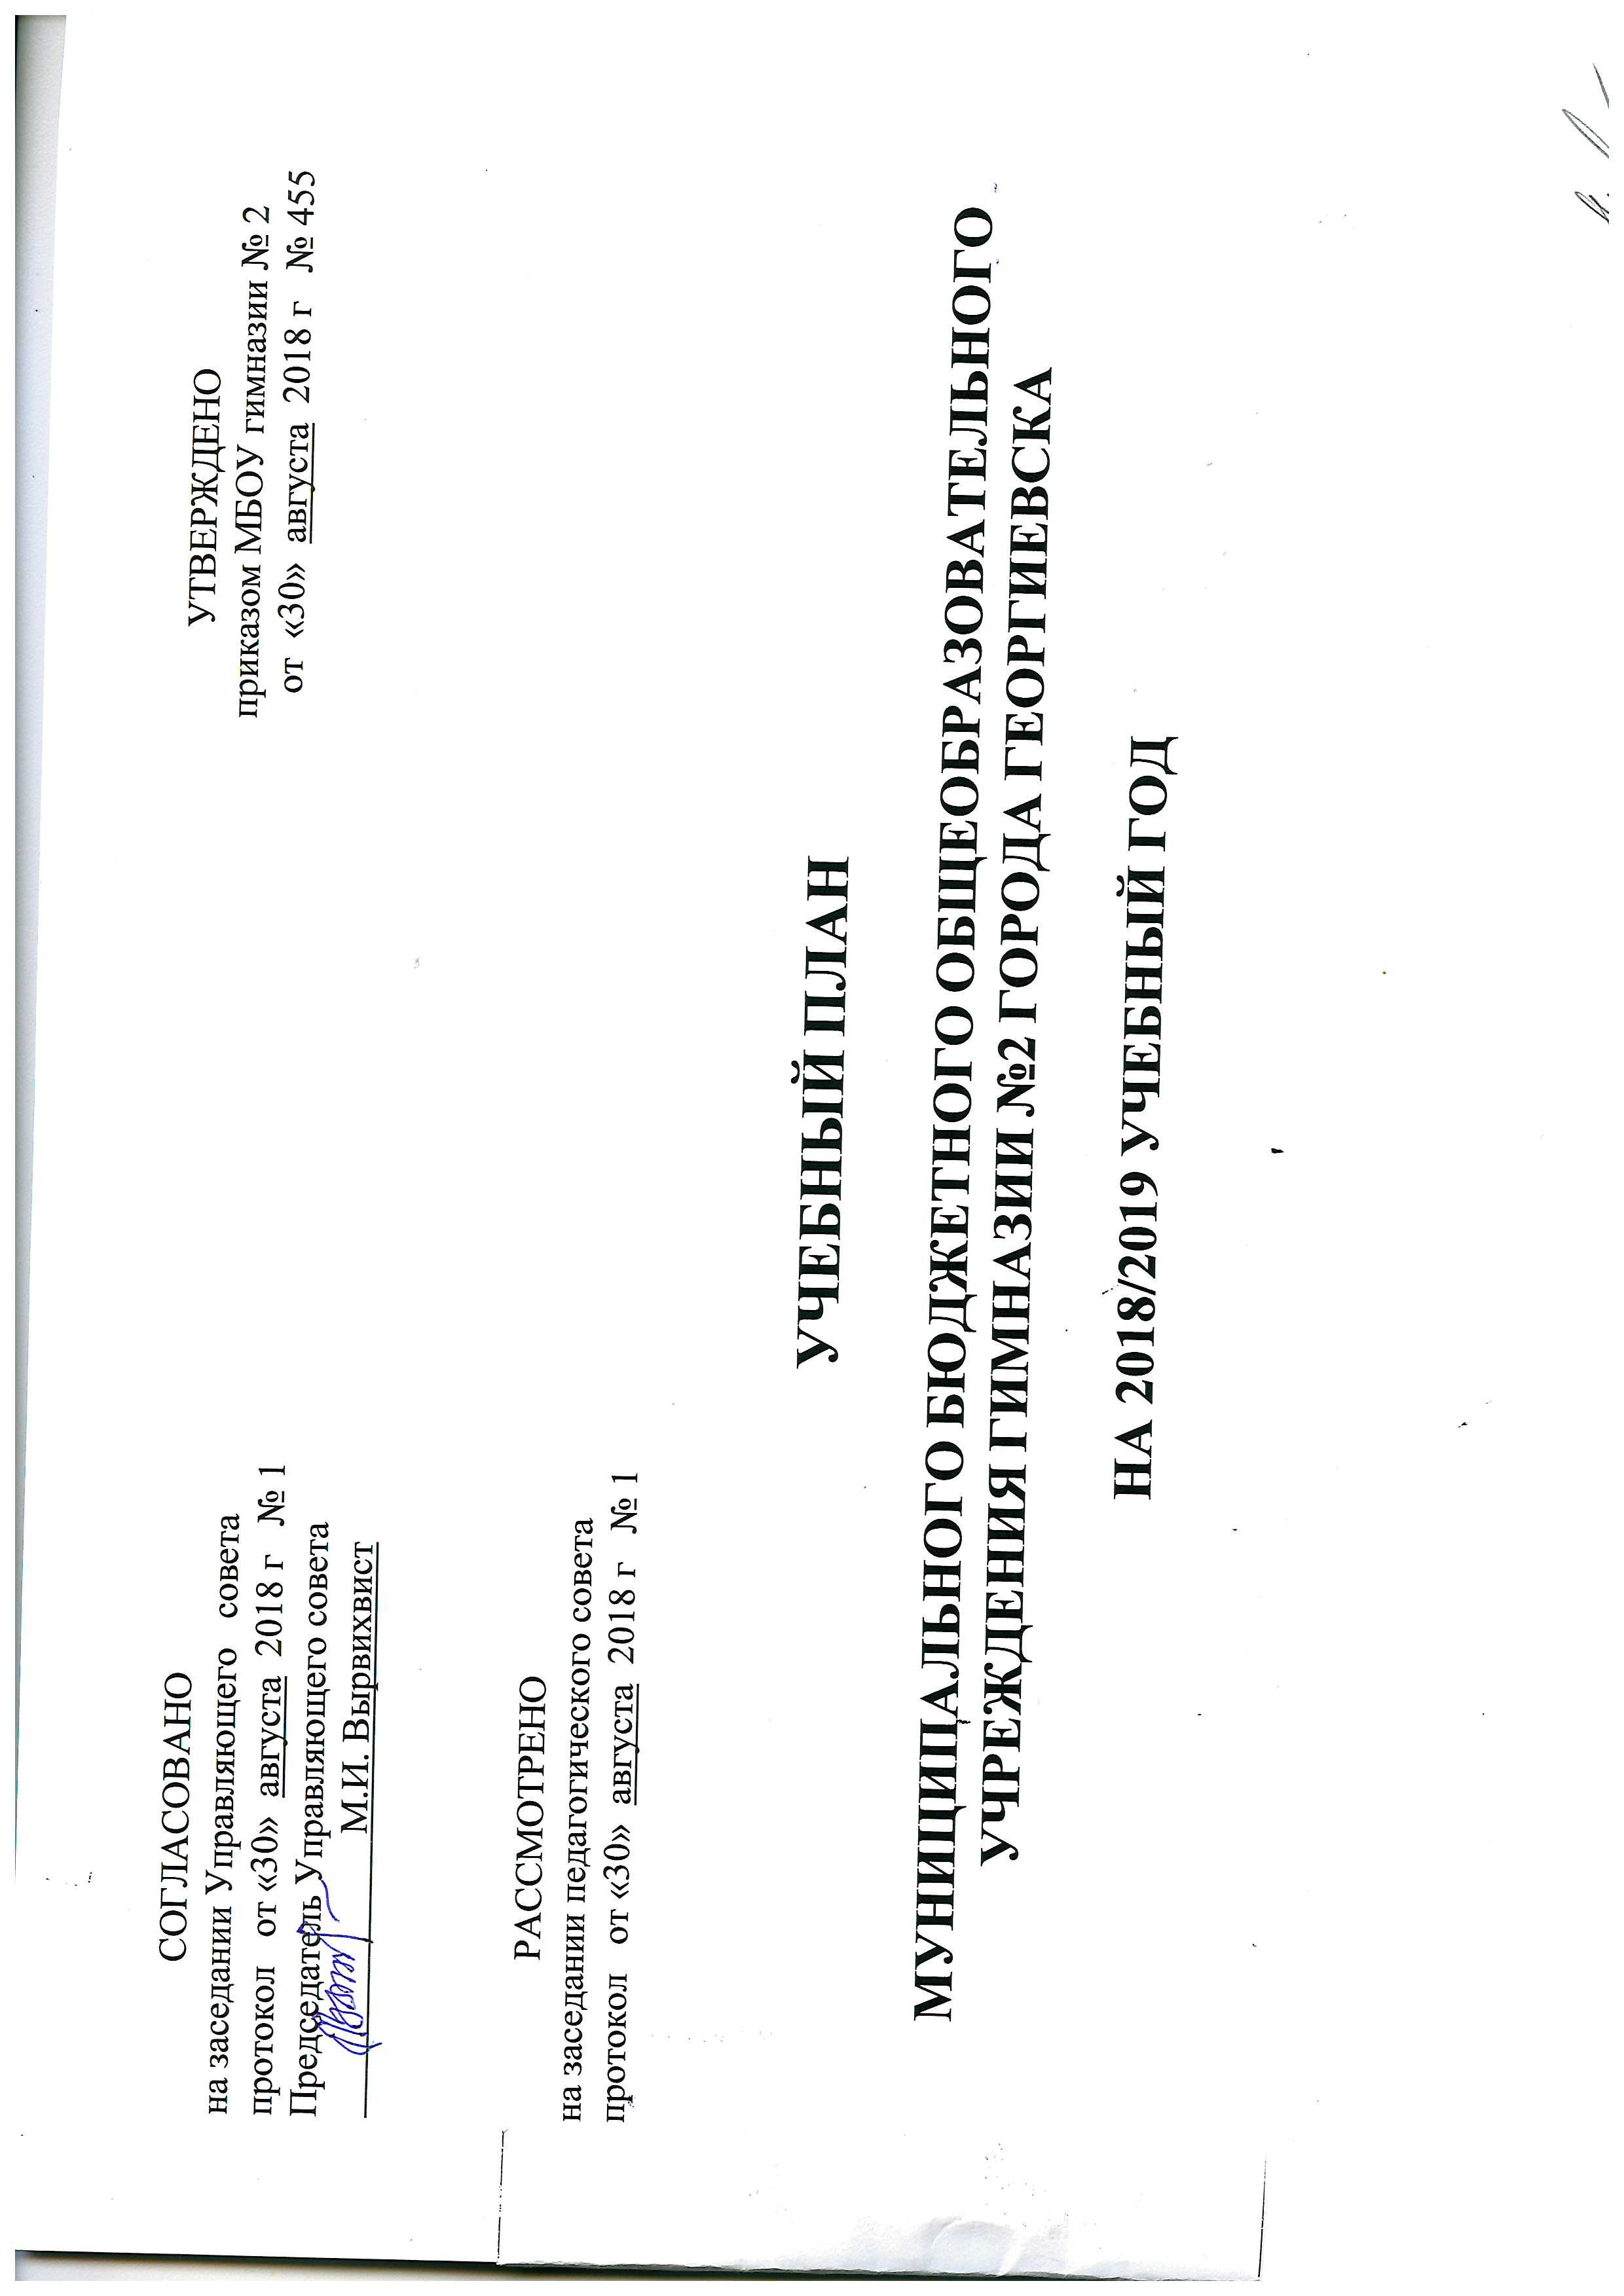 СОГЛАСОВАНО
на заседании Управляющего совета
протокол от «30» августа 2018 г № 1
Председатель Управляющего совета
М.И. Вырвихвист
УТВЕРЖДЕНО
приказом МБОУ гимназии № 2
от «30» августа 2018 г № 455
РАССМОТРЕНО
на заседании педагогического совета
протокол от «30» августа 2018 г № 1
УЧЕБНЫЙ ПЛАН
МУНИЦИПАЛЬНОГО БЮДЖЕТНОГО ОБЩЕОБРАЗОВАТЕЛЬНОГО
УЧРЕЖДЕНИЯ ГИМНАЗИИ №2 ГОРОДА ГЕОРГИЕВСКА
НА 2018/2019 УЧЕБНЫЙ ГОД